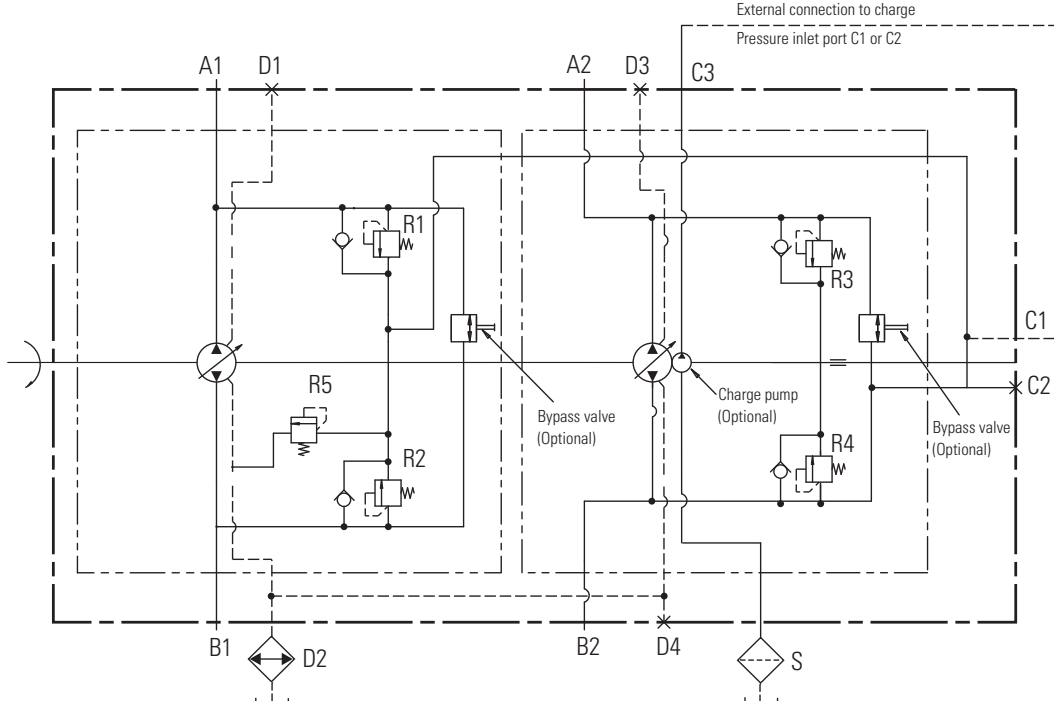 External connection to charge
Pressure inlet port C1 or C2
A1
D1
A2
D3
C3
R1
R3
C1
R5
Charge pump
(Optional)
C2
Bypass valve
(Optional)
Bypass valve
(Optional)
R2
R4
B1
D2
B2
D4
S